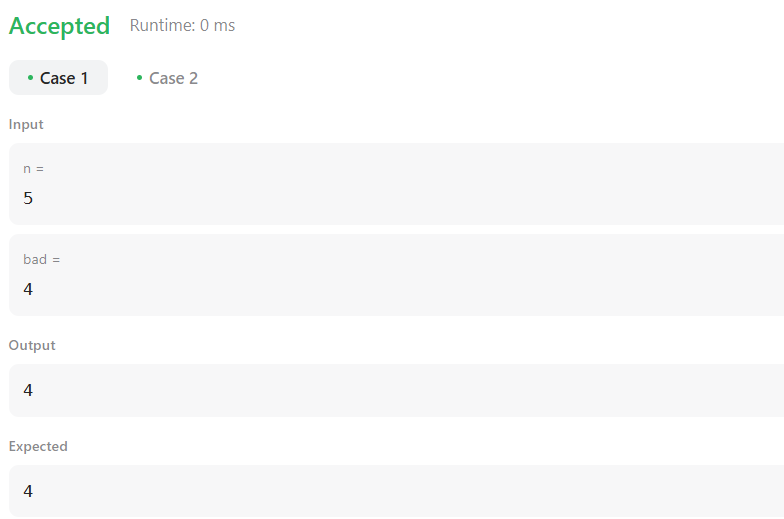 Accepted Runtime: 0 ms
Case 1 Case 2
Input
n =
5
bad =
4
Output
4
Expected
4